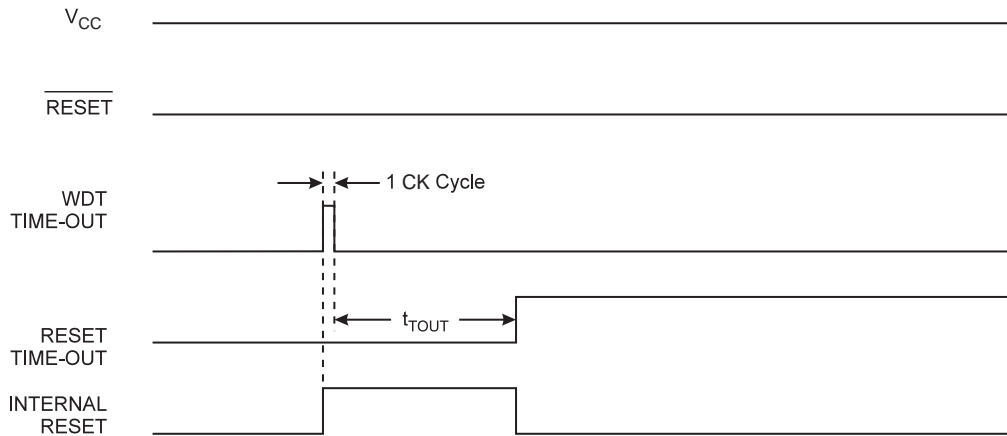 VCC
RESET
1 CK Cycle
WDT
TIME-OUT
tTOUT
RESET
TIME-OUT
INTERNAL
RESET